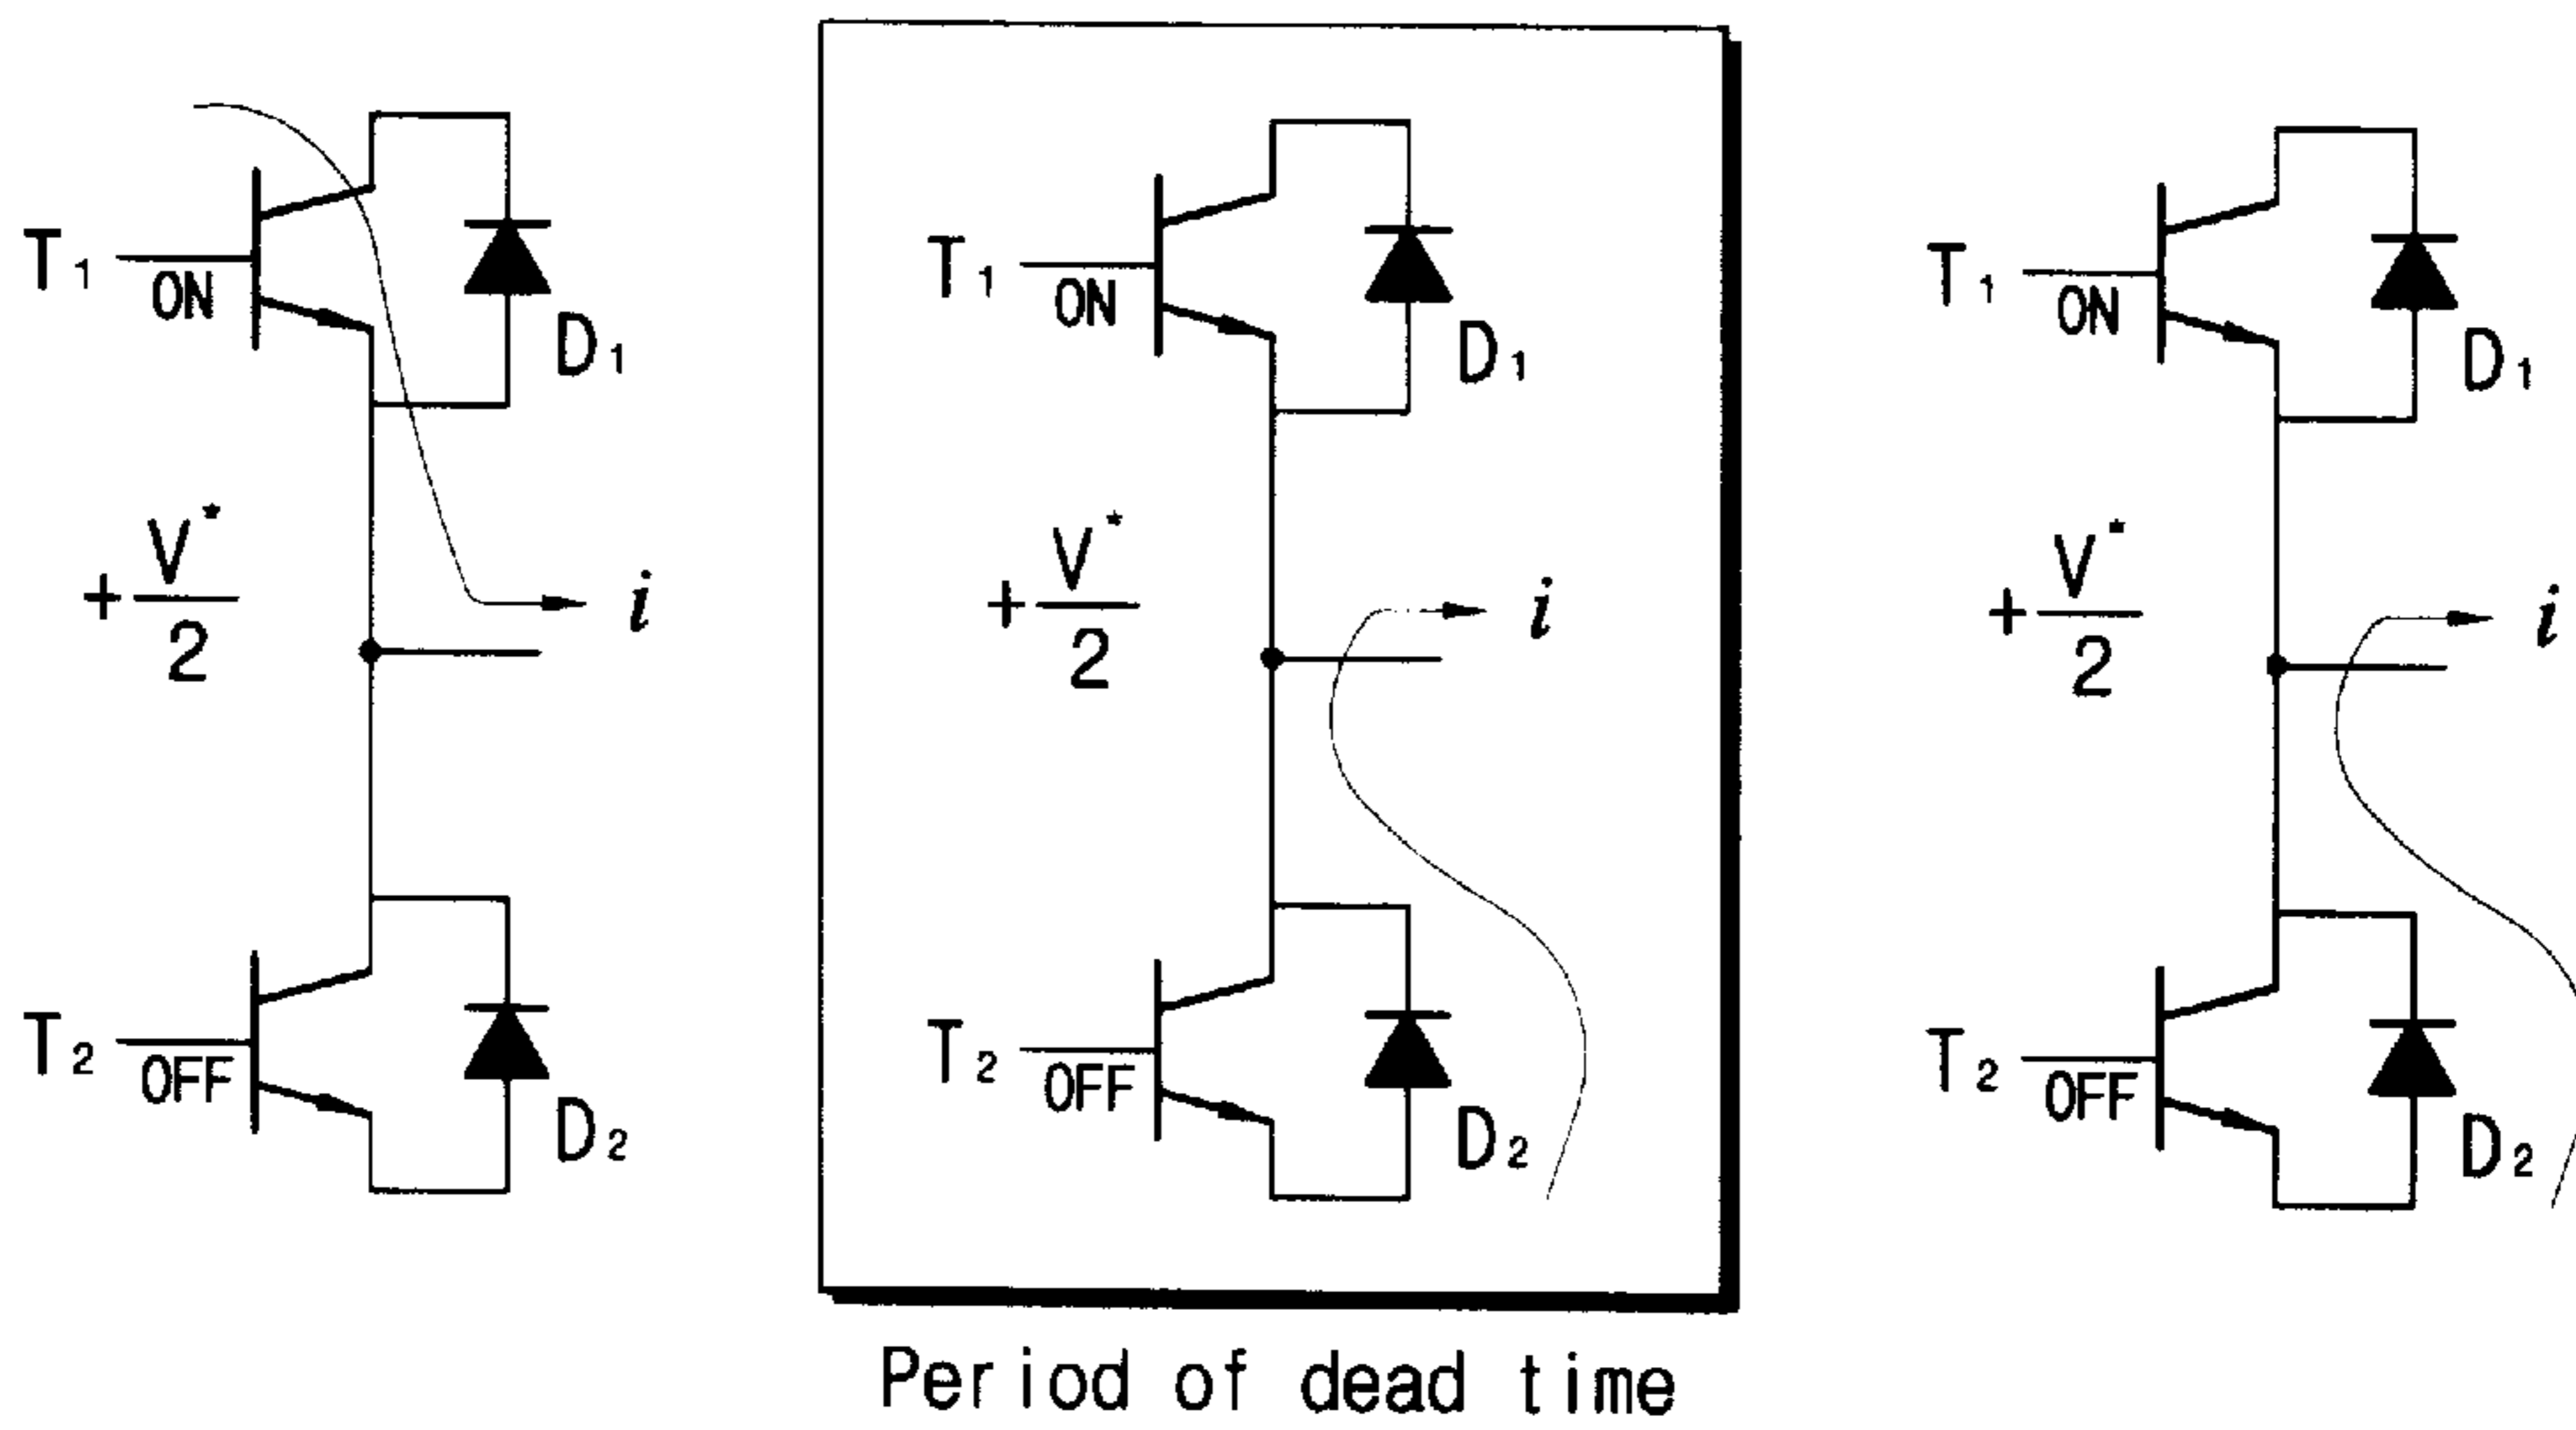 T1 ON D1
+V*/2 i
T2 OFF D2
T1 ON D1
+V*/2 i
T2 OFF D2
Period of dead time
T1 ON D1
+V*/2 i
T2 OFF D2